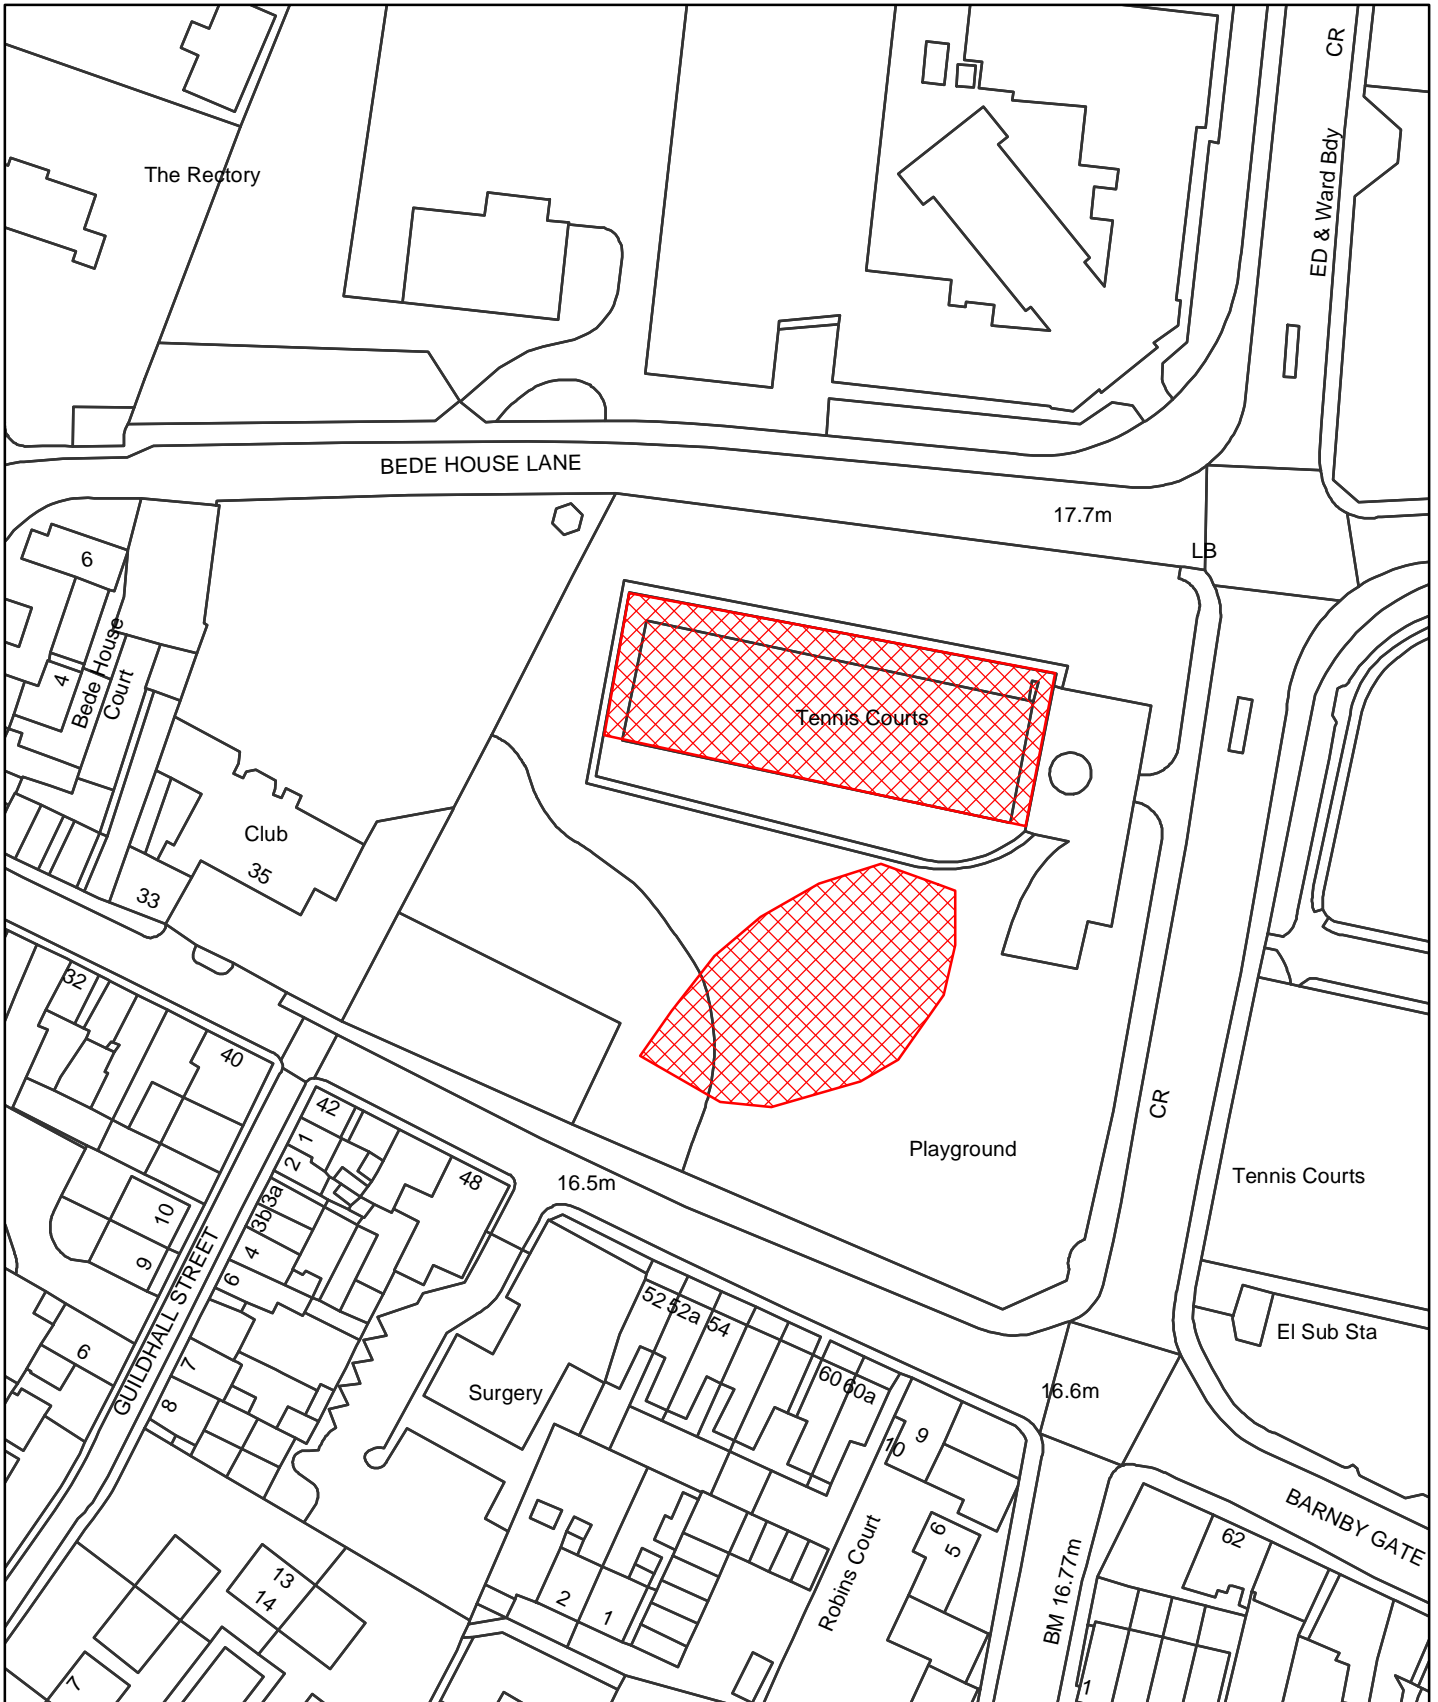 CR
The Rectory
ED & Ward Bdy
BEDE HOUSE LANE
17.7m
LB
6
Bede House
Court
4
Tennis Courts
Club
35
33
32
40
42
1
2
3a
3b
4
6
48
16.5m
CR
Playground
Tennis Courts
10
9
GUILDHALL STREET
6
7
8
52
52a
54
60
60a
El Sub Sta
16.6m
Surgery
9
10
BARNBY GATE
62
6
5
Robins Court
BM 16.77m
13
14
2
1
7
1